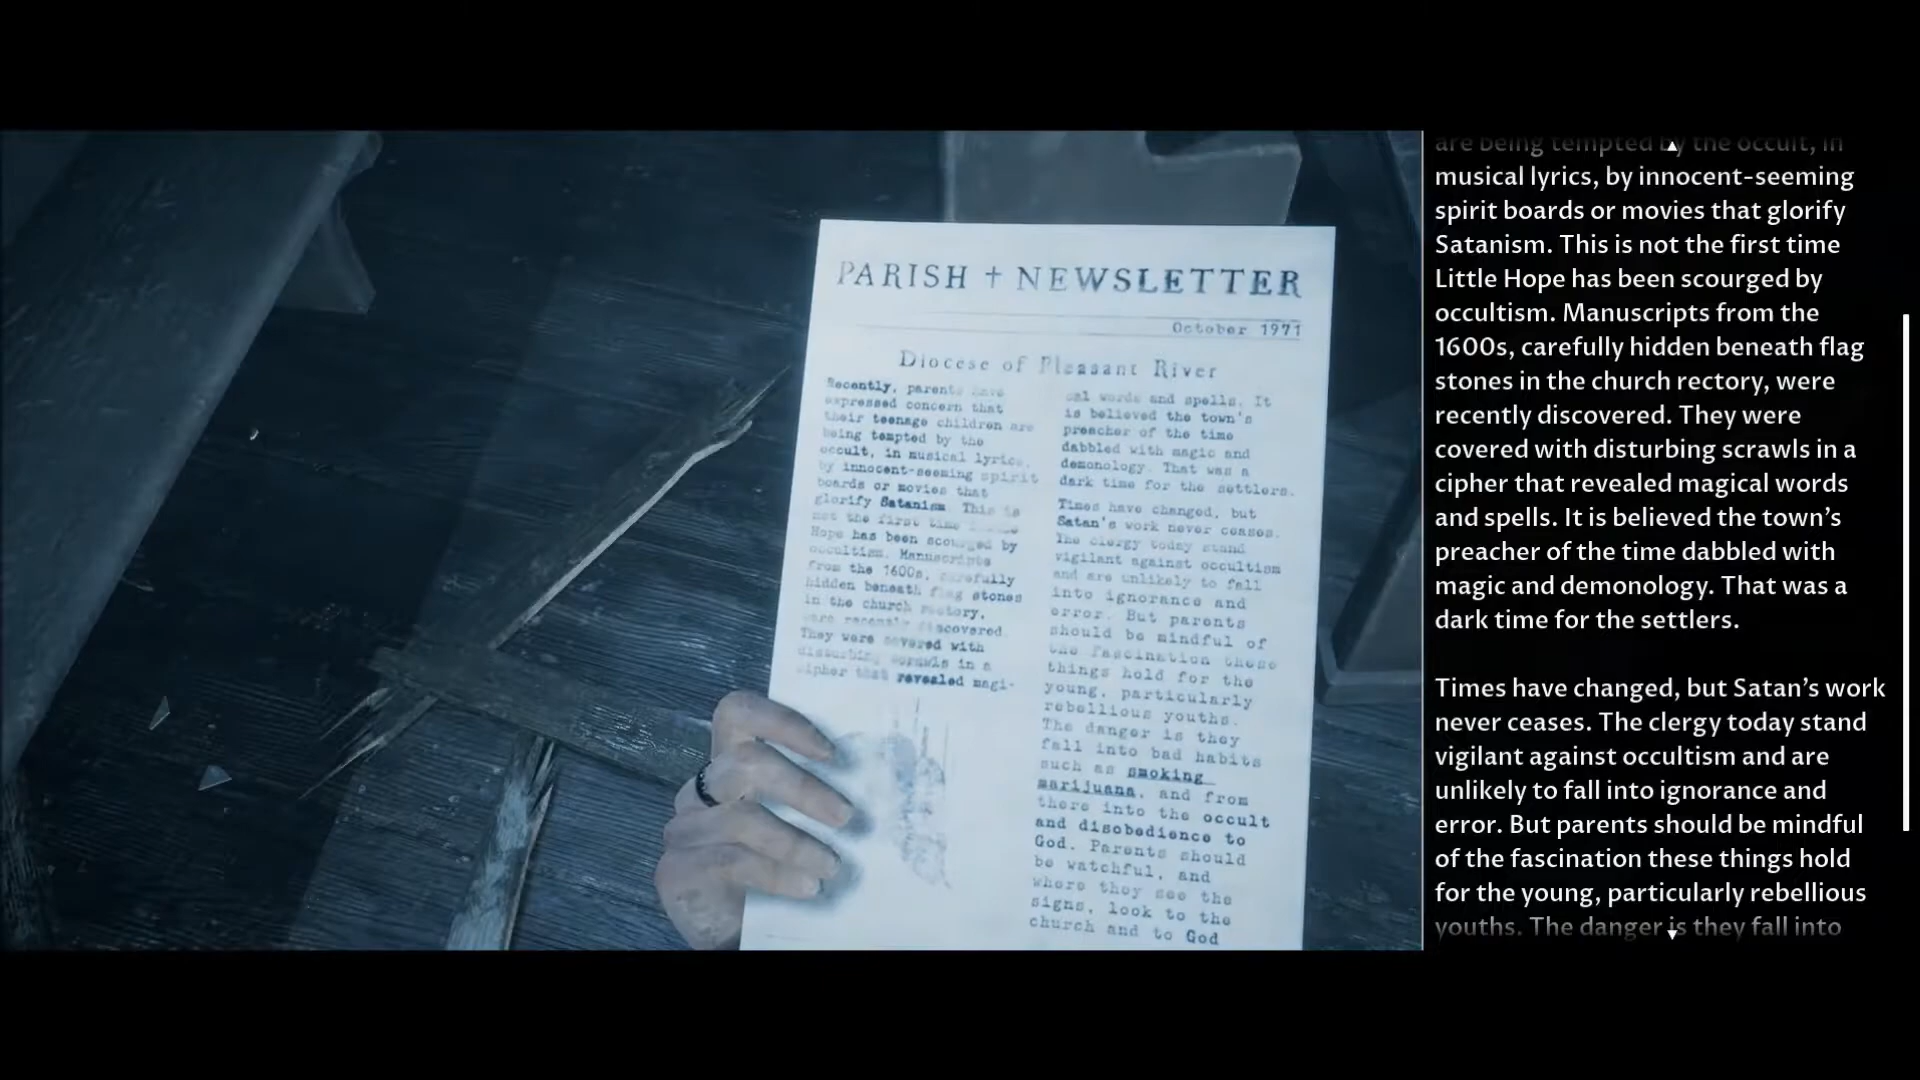 PARISH † NEWSLETTER
October 1971
Diocese of Pleasant River
Recently, parents have
expressed concern that
their teenage children are
being tempted by the
occult, in musical lyrics,
by innocent-seeming spirit
boards or movies that
glorify Satanism. This is
not the first time
Hope has been scourged by
occultism. Manuscripts
from the 1600s, carefully
hidden beneath flag stones
in the church rectory,
were recently discovered.
They were covered with
disturbing scrawls in a
cipher that revealed magi-
cal words and spells. It
is believed the town's
preacher of the time
dabbled with magic and
demonology. That was a
dark time for the settlers.
Times have changed, but
Satan's work never ceases.
The clergy today stand
vigilant against occultism
and are unlikely to fall
into ignorance and
error. But parents
should be mindful of
the fascination these
things hold for the
young, particularly
rebellious youths.
The danger is they
fall into bad habits
such as smoking
marijuana, and from
there into the occult
and disobedience to
God. Parents should
be watchful, and
where they see the
signs, look to the
church and to God
are being tempted by the occult, in
musical lyrics, by innocent-seeming
spirit boards or movies that glorify
Satanism. This is not the first time
Little Hope has been scourged by
occultism. Manuscripts from the
1600s, carefully hidden beneath flag
stones in the church rectory, were
recently discovered. They were
covered with disturbing scrawls in a
cipher that revealed magical words
and spells. It is believed the town's
preacher of the time dabbled with
magic and demonology. That was a
dark time for the settlers.
Times have changed, but Satan's work
never ceases. The clergy today stand
vigilant against occultism and are
unlikely to fall into ignorance and
error. But parents should be mindful
of the fascination these things hold
for the young, particularly rebellious
youths. The danger is they fall into